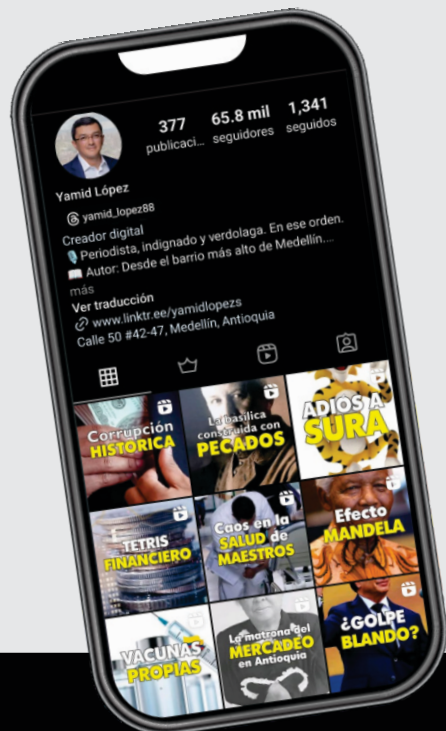 377
65.8 mil
1,341
publicaci...
seguidores
seguidos
Yamid López
yamid_lopez88
Creador digital
🎙️Periodista, indignado y verdolaga. En ese orden.
📖 Autor: Desde el barrio más alto de Medellín....
más
Ver traducción
www.linktr.ee/yamidlopezs
Calle 50 #42-47, Medellín, Antioquia
Corrupción
HISTÓRICA
La basílica
construida con
PECADOS
ADIOS A
SURA
TETRIS
FINANCIERO
Caos en la
SALUD de
MAESTROS
Efecto
MANDELA
VACUNAS
PROPIAS
La matrona del
MERCADEO
en Antioquia
¿GOLPE
BLANDO?